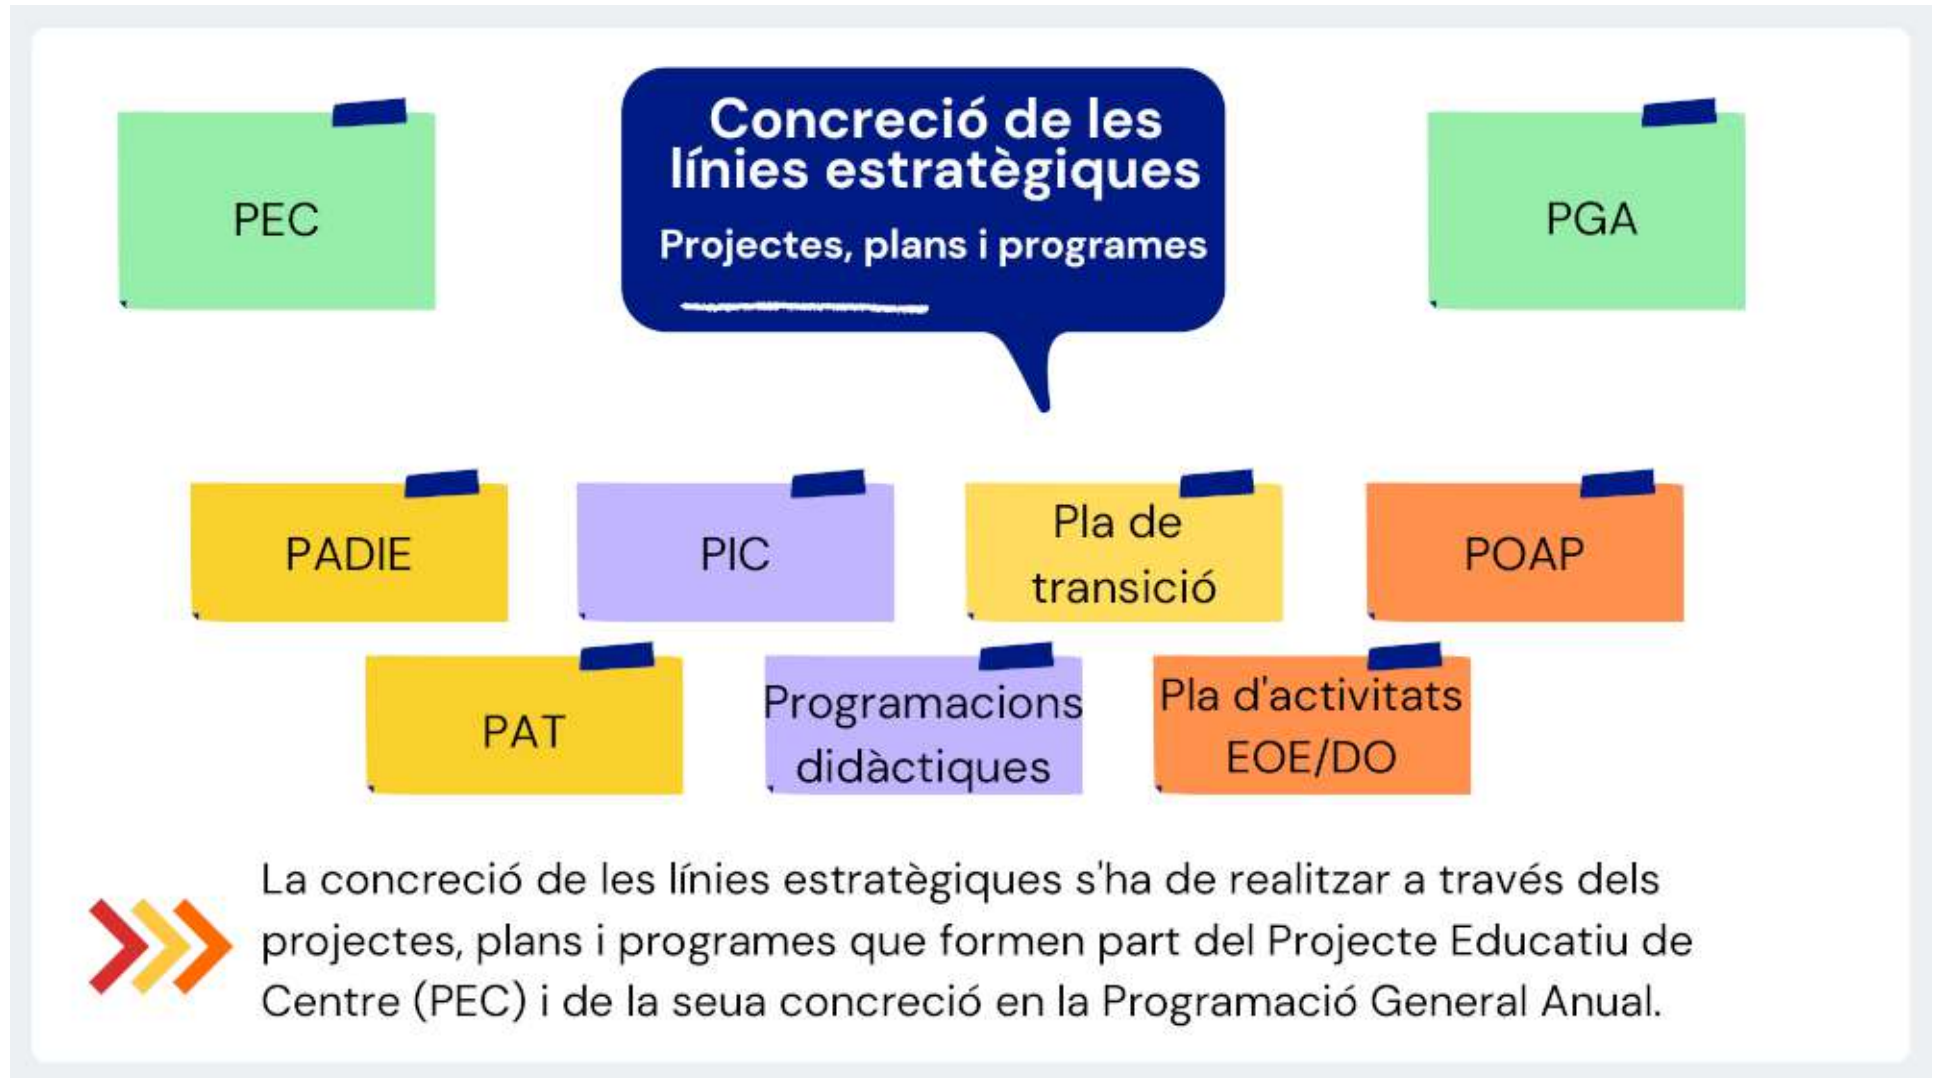 PEC
Concreció de les
línies estratègiques
Projectes, plans i programes
PGA
PADIE
PIC
Pla de
transició
POAP
PAT
Programacions
didàctiques
Pla d'activitats
EOE/DO
La concreció de les línies estratègiques s'ha de realitzar a través dels
projectes, plans i programes que formen part del Projecte Educatiu de
Centre (PEC) i de la seua concreció en la Programació General Anual.